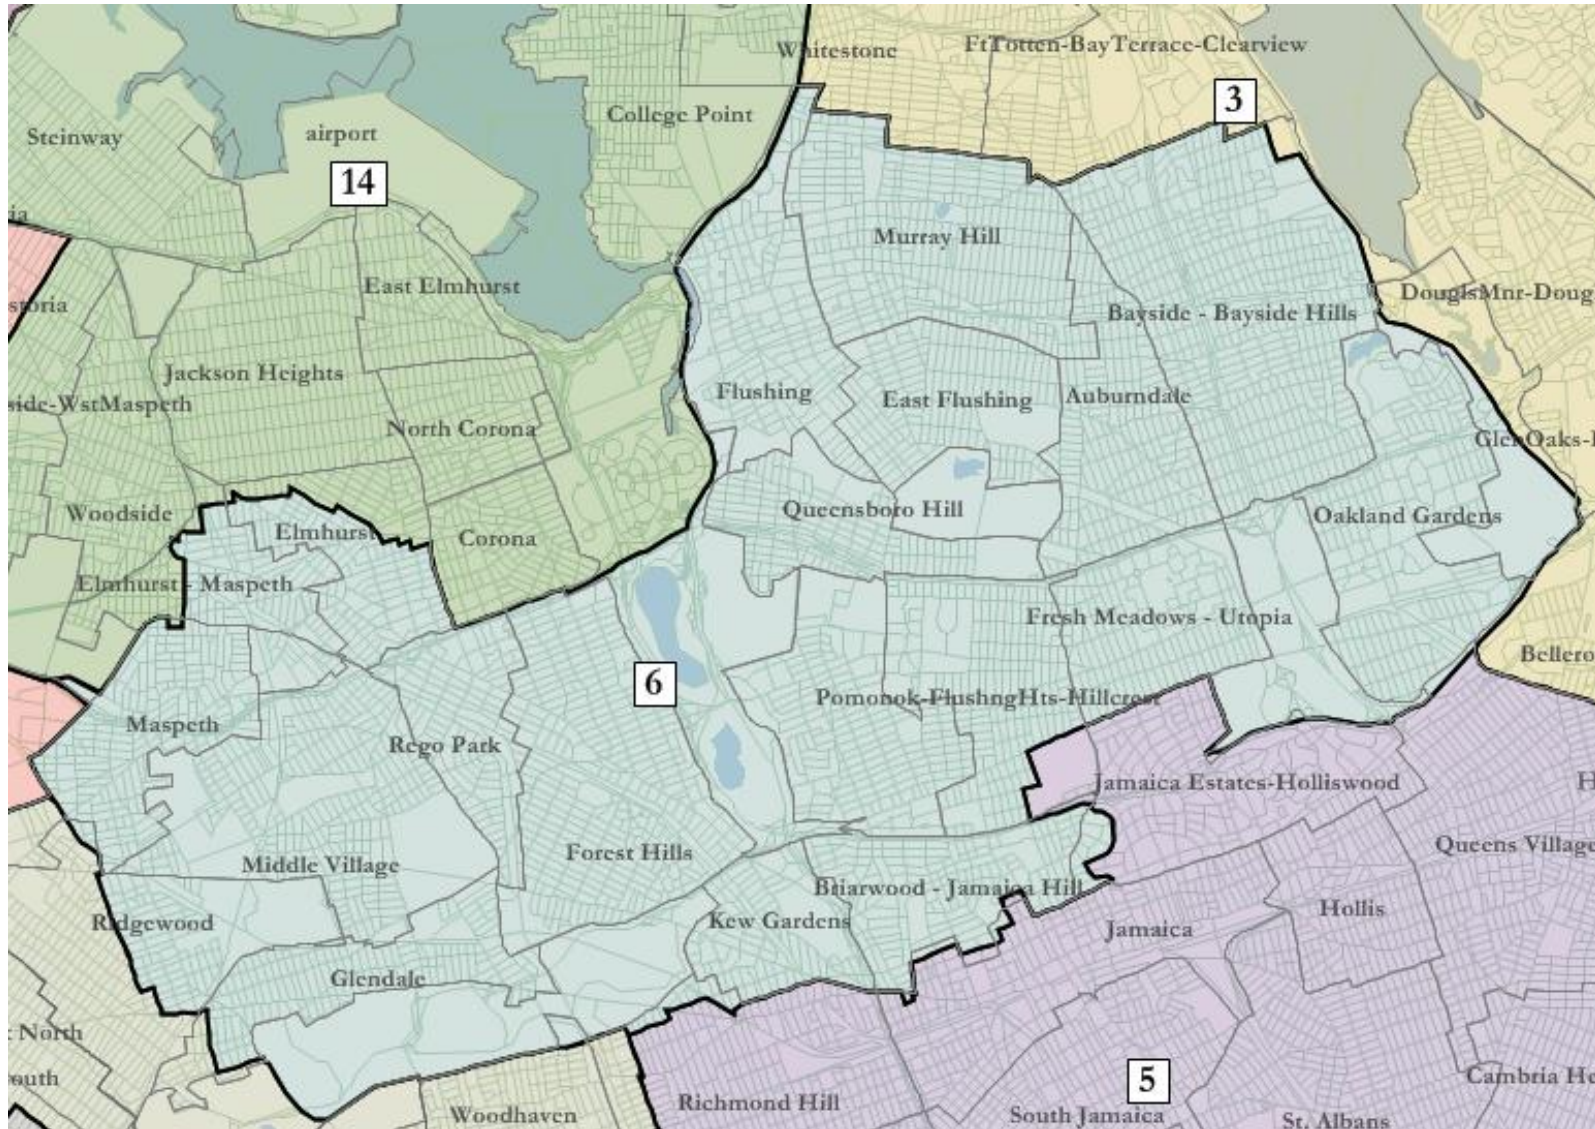 Whitestone
FtTotten-BayTerrace-Clearview
3
College Point
Steinway
airport
14
ia
Murray Hill
East Elmhurst
DouglsMnr-Doug
storia
Bayside - Bayside Hills
Jackson Heights
Flushing
side-WstMaspeth
East Flushing
Auburndale
North Corona
GlenOaks-
Woodside
Queensboro Hill
Oakland Gardens
Elmhurst
Corona
Elmhurst - Maspeth
Fresh Meadows - Utopia
Bellero
6
Pomonok-FlushngHts-Hillcrest
Maspeth
Rego Park
Jamaica Estates-Holliswood
H
Queens Village
Forest Hills
Middle Village
Briarwood - Jamaica Hill
Ridgewood
Kew Gardens
Hollis
Jamaica
Glendale
North
outh
5
Cambria He
Richmond Hill
Woodhaven
South Jamaica
St. Albans